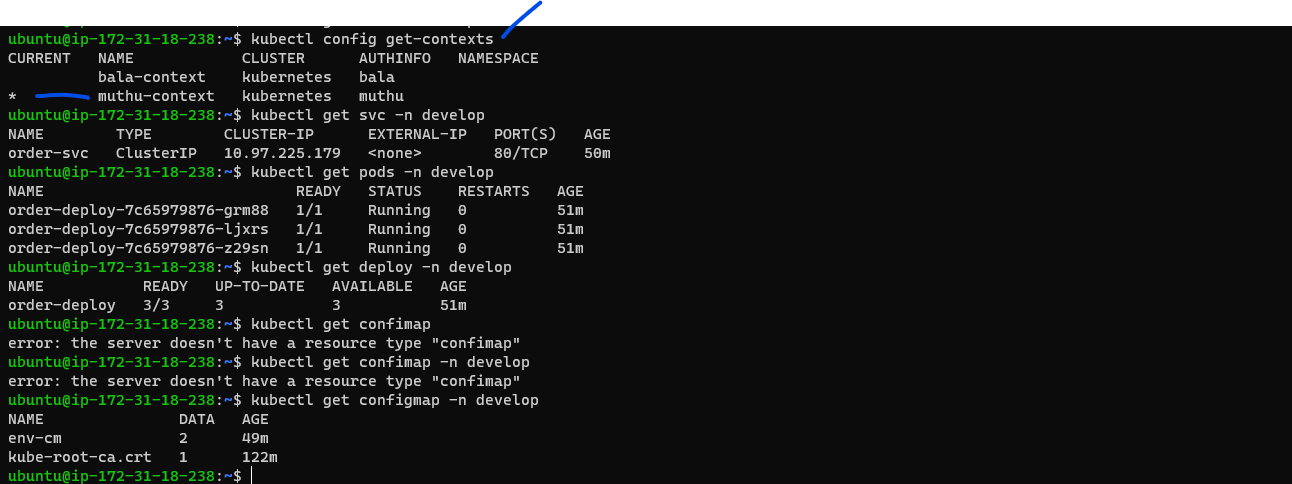 ubuntu@ip-172-31-18-238:~$ kubectl config get-contexts
CURRENT   NAME            CLUSTER      AUTHINFO   NAMESPACE
          bala-context    kubernetes   bala
*         muthu-context   kubernetes   muthu
ubuntu@ip-172-31-18-238:~$ kubectl get svc -n develop
NAME        TYPE        CLUSTER-IP      EXTERNAL-IP   PORT(S)   AGE
order-svc   ClusterIP   10.97.225.179   <none>        80/TCP    50m
ubuntu@ip-172-31-18-238:~$ kubectl get pods -n develop
NAME                            READY   STATUS    RESTARTS   AGE
order-deploy-7c65979876-grm88   1/1     Running   0          51m
order-deploy-7c65979876-ljxrs   1/1     Running   0          51m
order-deploy-7c65979876-z29sn   1/1     Running   0          51m
ubuntu@ip-172-31-18-238:~$ kubectl get deploy -n develop
NAME           READY   UP-TO-DATE   AVAILABLE   AGE
order-deploy   3/3     3            3           51m
ubuntu@ip-172-31-18-238:~$ kubectl get confimap
error: the server doesn't have a resource type "confimap"
ubuntu@ip-172-31-18-238:~$ kubectl get confimap -n develop
error: the server doesn't have a resource type "confimap"
ubuntu@ip-172-31-18-238:~$ kubectl get configmap -n develop
NAME               DATA   AGE
env-cm             2      49m
kube-root-ca.crt   1      122m
ubuntu@ip-172-31-18-238:~$